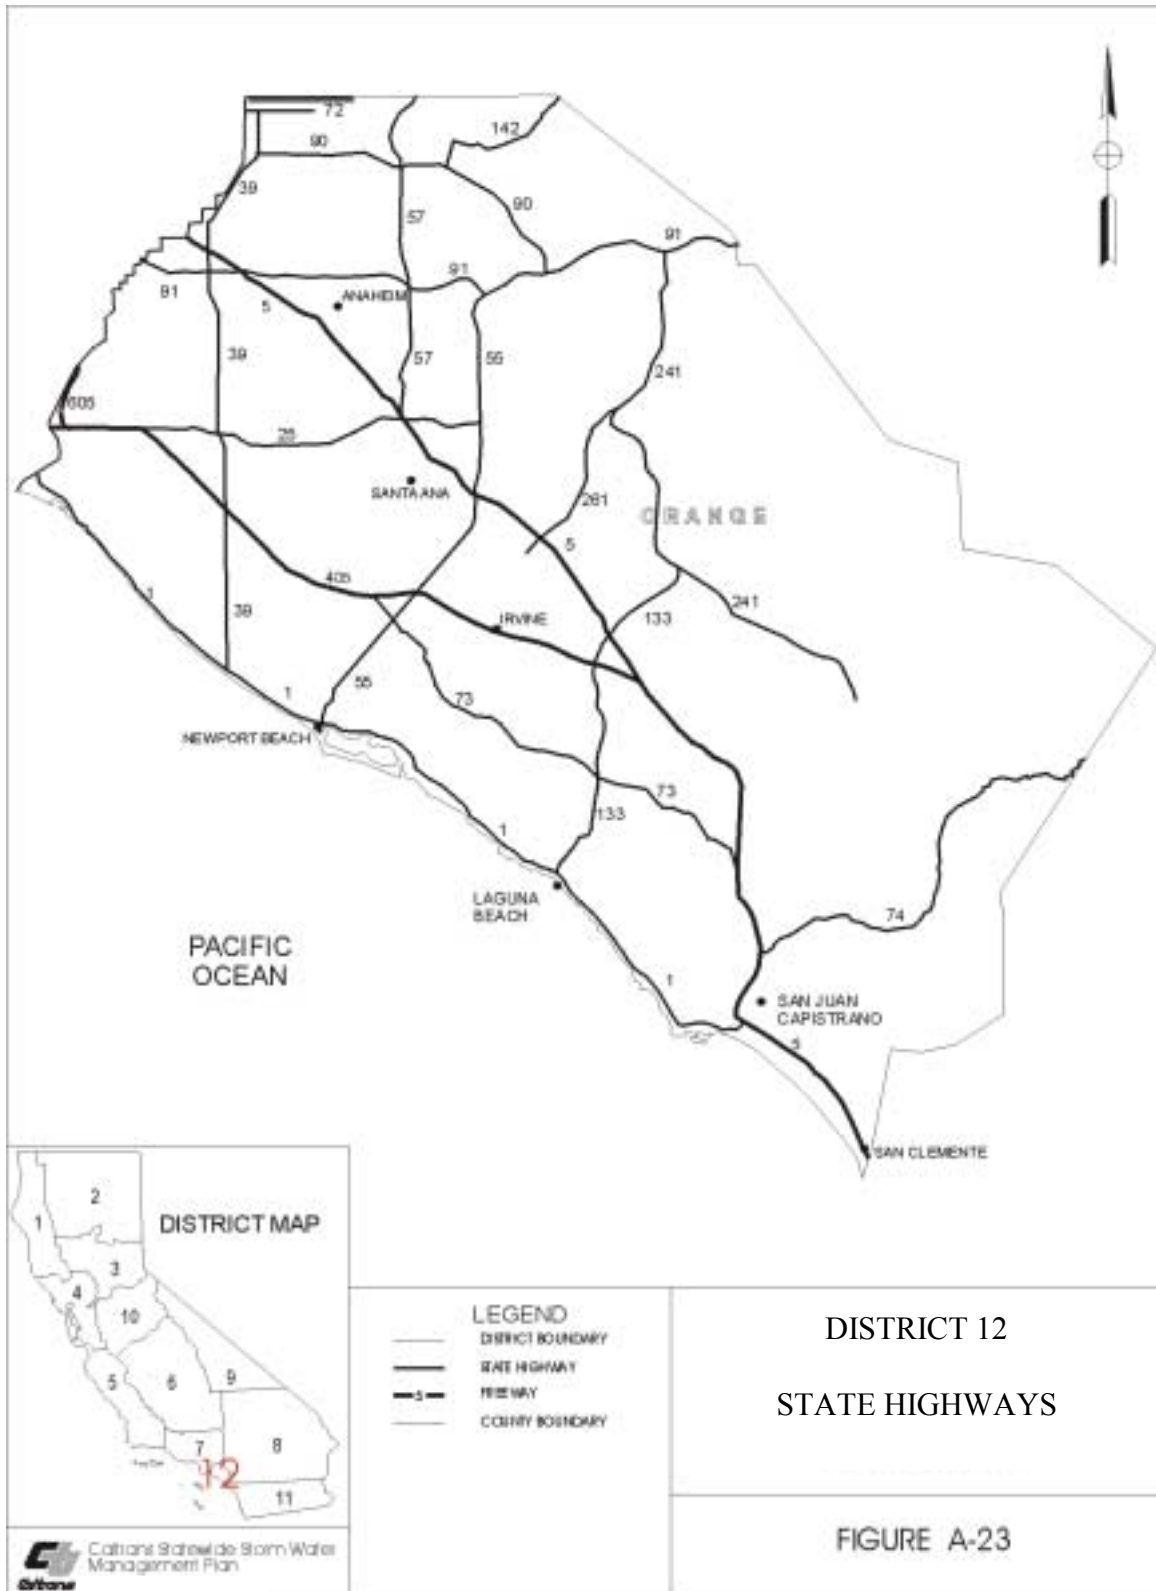 72
142
90
39
90
57
91
91
ANAHEIM
91
5
39
57
55
241
605
SANTA ANA
261
ORANGE
5
405
1
39
IRVINE
133
241
55
73
1
NEWPORT BEACH
73
133
1
LAGUNA
BEACH
74
PACIFIC
OCEAN
1
SAN JUAN
CAPISTRANO
5
SAN CLEMENTE
DISTRICT MAP
1
2
3
4
10
5
6
9
7
8
12
11
LEGEND
DISTRICT BOUNDARY
STATE HIGHWAY
5 FREEWAY
COUNTY BOUNDARY
DISTRICT 12
STATE HIGHWAYS
FIGURE A-23
Caltrans Statewide Storm Water
Management Plan
Caltrans